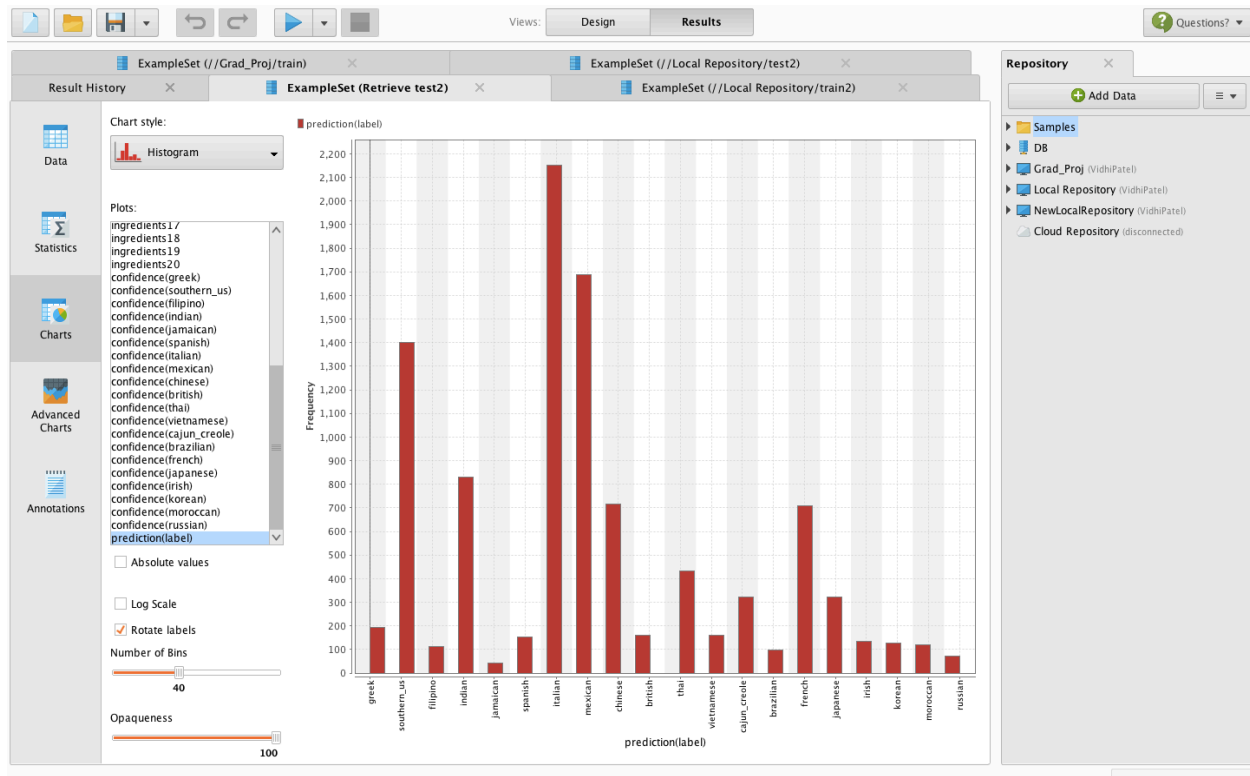 Views:
Design
Results
Questions?
ExampleSet (//Grad_Proj/train)
ExampleSet (//Local Repository/test2)
Result History
ExampleSet (Retrieve test2)
ExampleSet (//Local Repository/train2)
Data
Statistics
Charts
Advanced
Charts
Annotations
Chart style:
Histogram
Plots:
ingredients17
ingredients18
ingredients19
ingredients20
confidence(greek)
confidence(southern_us)
confidence(filipino)
confidence(indian)
confidence(jamaican)
confidence(spanish)
confidence(italian)
confidence(mexican)
confidence(chinese)
confidence(british)
confidence(thai)
confidence(vietnamese)
confidence(cajun_creole)
confidence(brazilian)
confidence(french)
confidence(japanese)
confidence(irish)
confidence(korean)
confidence(moroccan)
confidence(russian)
prediction(label)
Absolute values
Log Scale
Rotate labels
Number of Bins
40
Opaqueness
100
prediction(label)
2,200
2,100
2,000
1,900
1,800
1,700
1,600
1,500
1,400
1,300
1,200
1,100
1,000
900
800
700
600
500
400
300
200
100
0
Frequency
greek
southern_us
filipino
indian
jamaican
spanish
italian
mexican
chinese
british
thai
vietnamese
cajun_creole
brazilian
french
japanese
irish
korean
moroccan
russian
prediction(label)
Repository
Add Data
Samples
DB
Grad_Proj (VidhiPatel)
Local Repository (VidhiPatel)
NewLocalRepository (VidhiPatel)
Cloud Repository (disconnected)